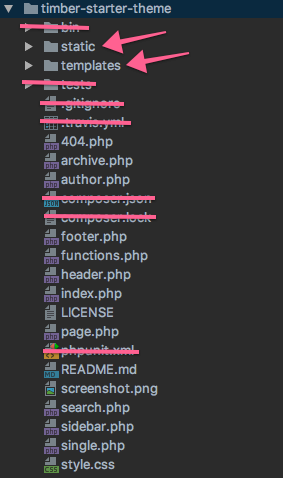 timber-starter-theme
bin
static
templates
tests
.gitignore
.travis.yml
404.php
archive.php
author.php
composer.json
composer.lock
footer.php
functions.php
header.php
index.php
LICENSE
page.php
phpunit.xml
README.md
screenshot.png
search.php
sidebar.php
single.php
style.css